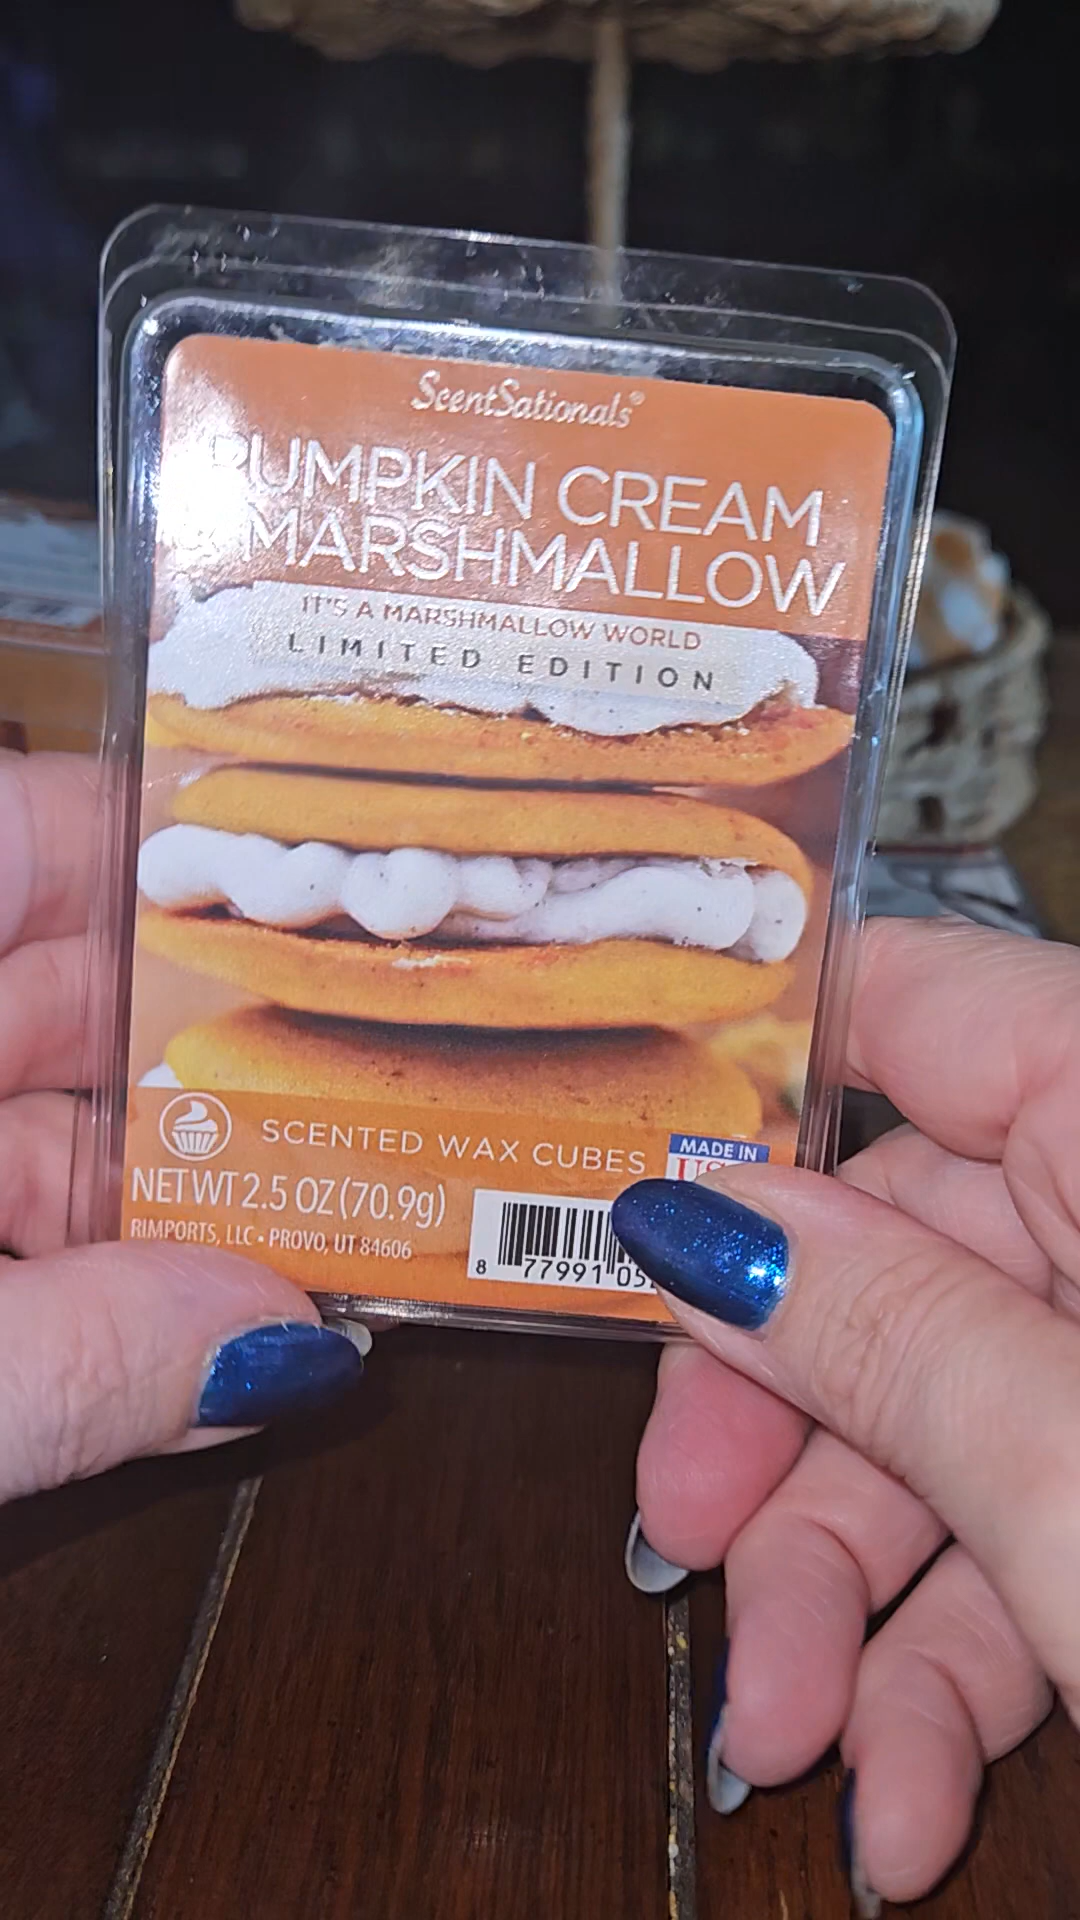 ScentSationals®
PUMPKIN CREAM
& MARSHMALLOW
IT'S A MARSHMALLOW WORLD
LIMITED EDITION
SCENTED WAX CUBES
MADE IN
NET WT 2.5 OZ (70.9g)
RIMPORTS, LLC • PROVO, UT 84606
8 77991 05